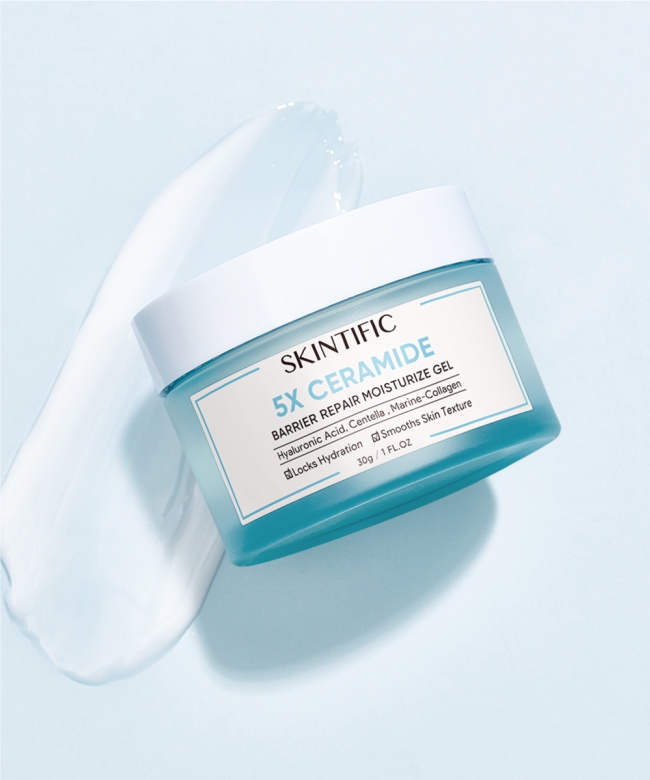 SKINTIFIC
5X CERAMIDE
BARRIER REPAIR MOISTURIZE GEL
Hyaluronic Acid, Centella , Marine-Collagen
☑Locks Hydration ☑Smooths Skin Texture
30g / 1 FL.OZ